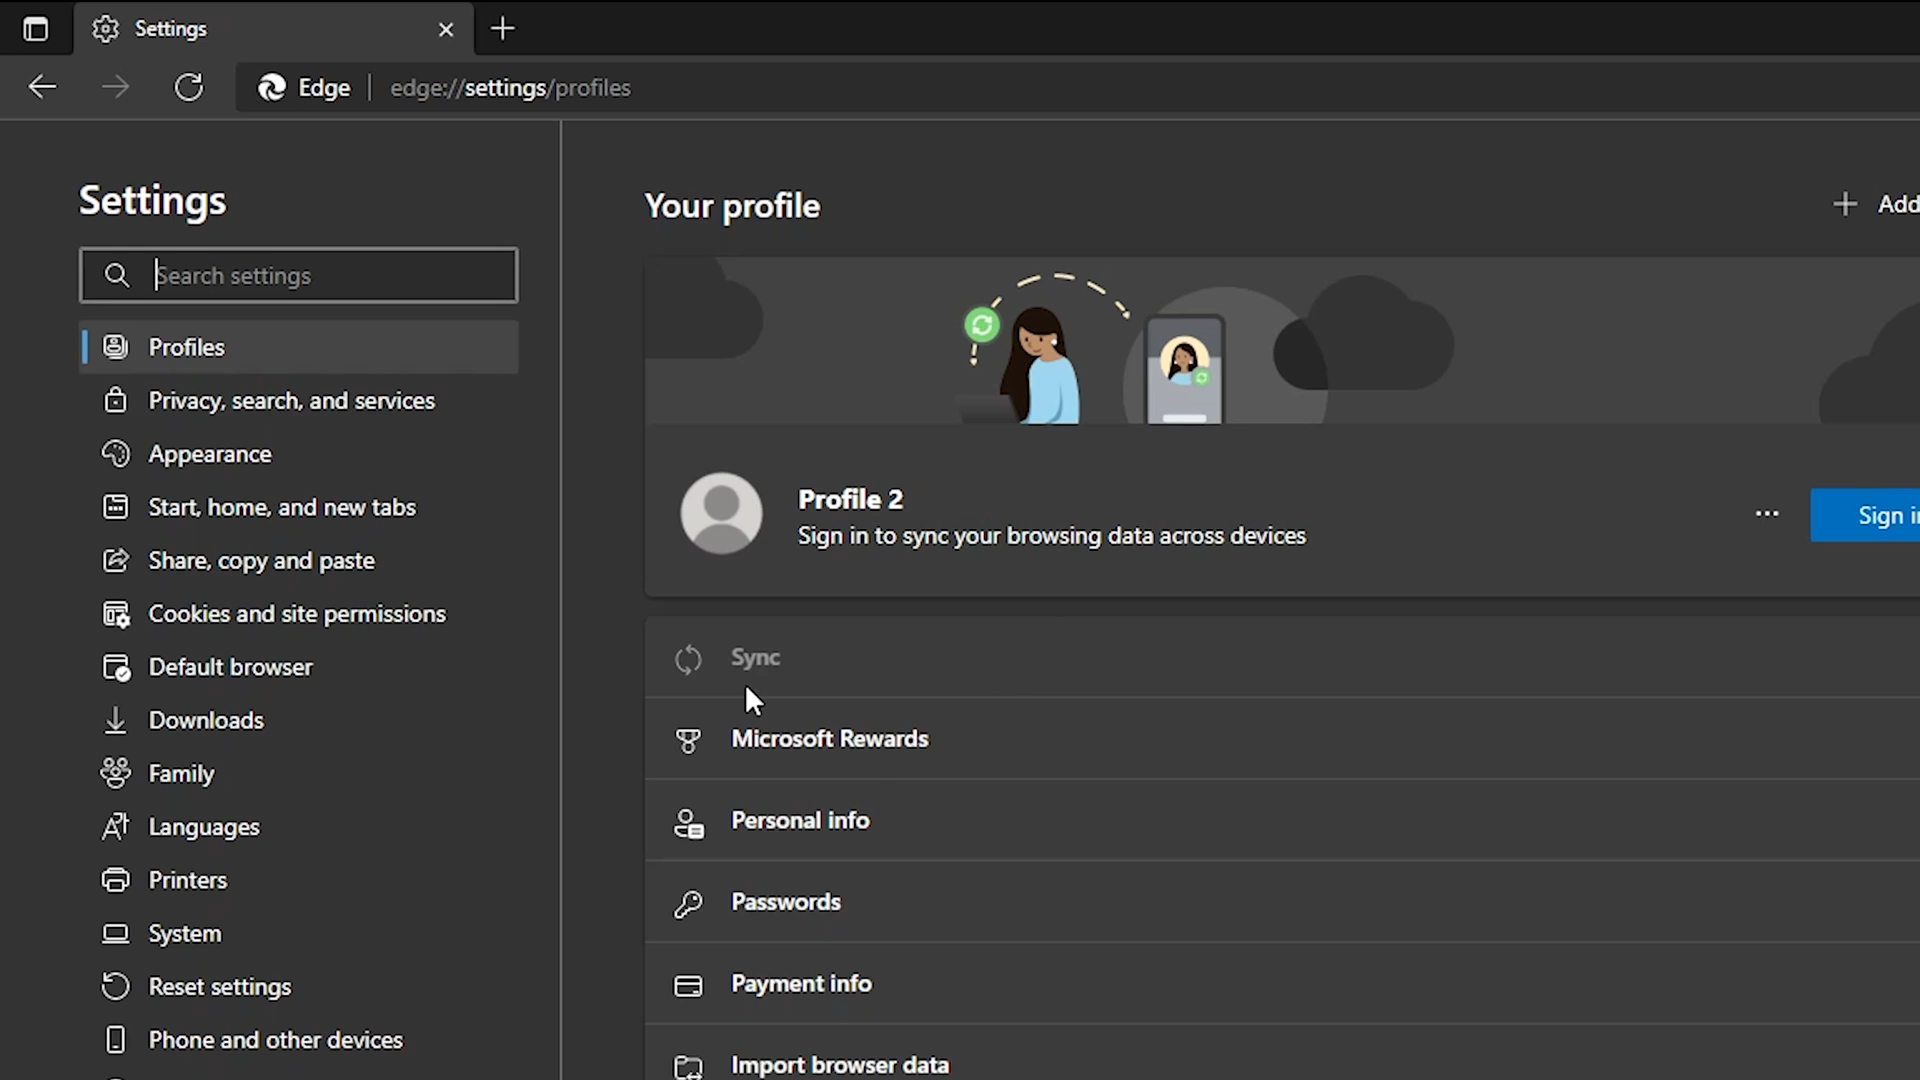 Settings
Edge
edge://settings/profiles
Settings
Search settings
Profiles
Privacy, search, and services
Appearance
Start, home, and new tabs
Share, copy and paste
Cookies and site permissions
Default browser
Downloads
Family
Languages
Printers
System
Reset settings
Phone and other devices
Your profile
Add
Profile 2
Sign in to sync your browsing data across devices
Sign in
Sync
Microsoft Rewards
Personal info
Passwords
Payment info
Import browser data